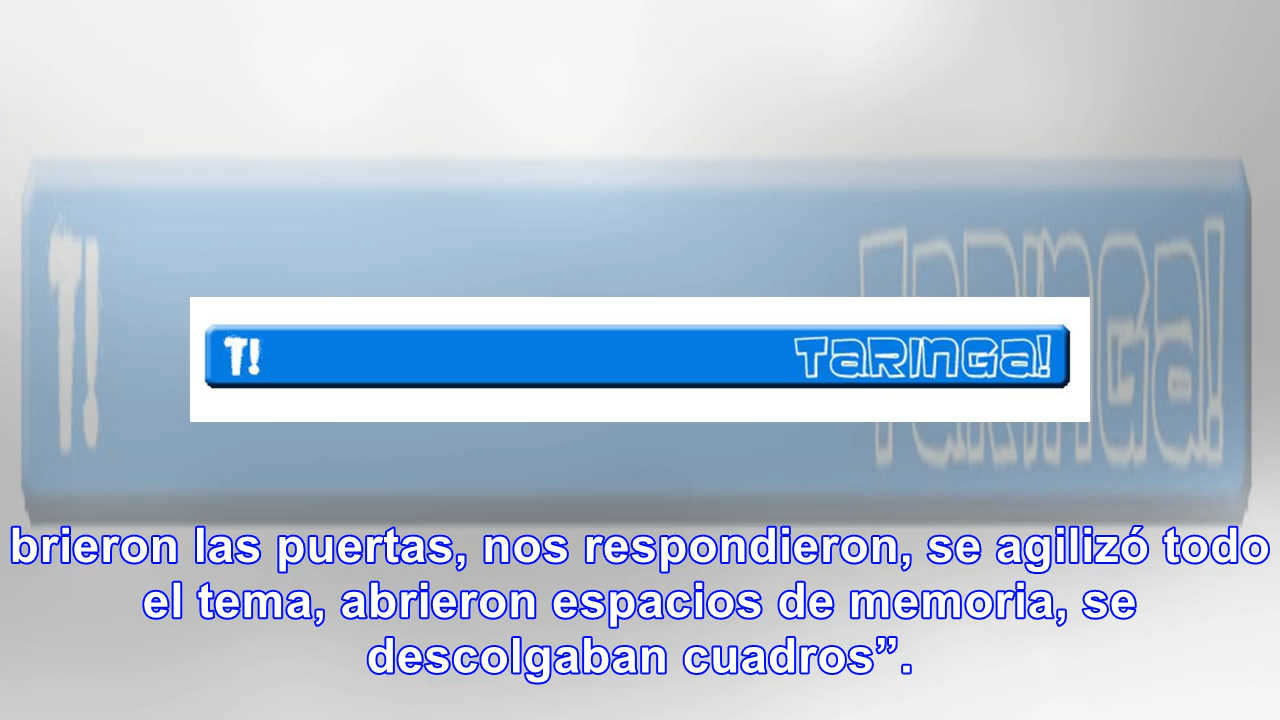 T! TARINGA!
T! TARINGA!
brieron las puertas, nos respondieron, se agilizó todo
el tema, abrieron espacios de memoria, se
descolgaban cuadros”.